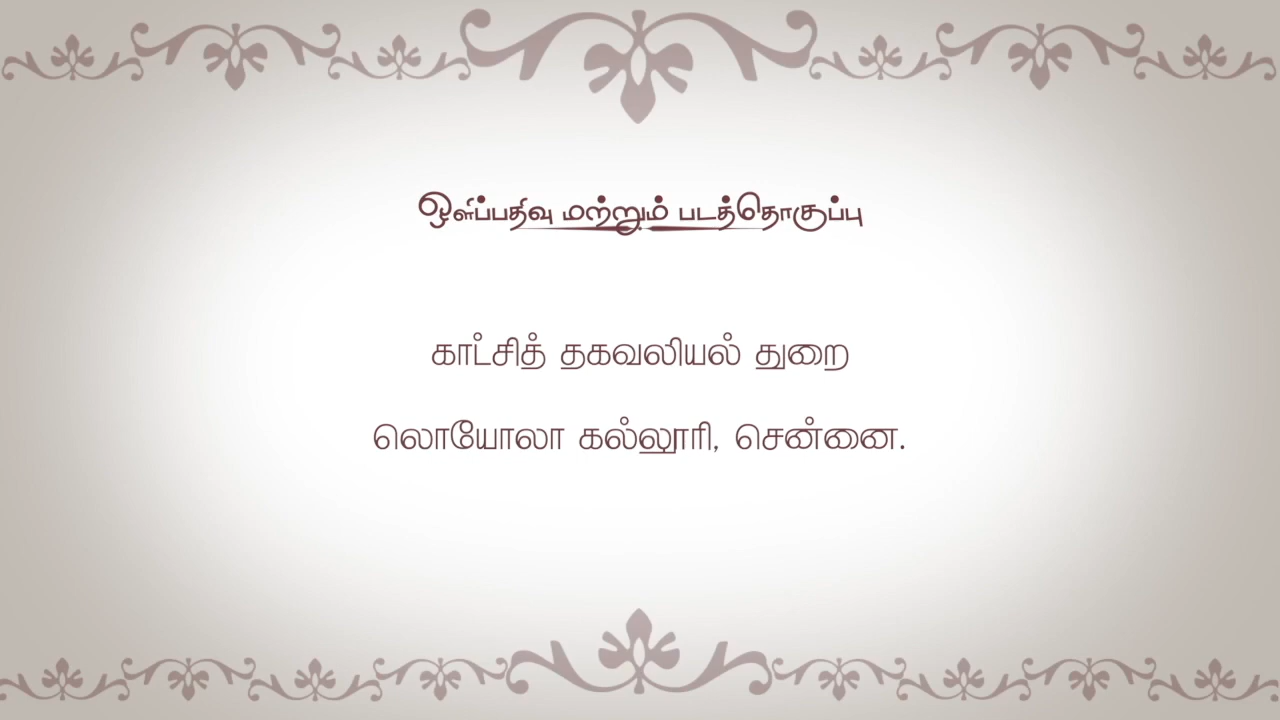 ஒளிப்பதிவு மற்றும் படத்தொகுப்பு
காட்சித் தகவலியல் துறை
லொயோலா கல்லூரி, சென்னை.